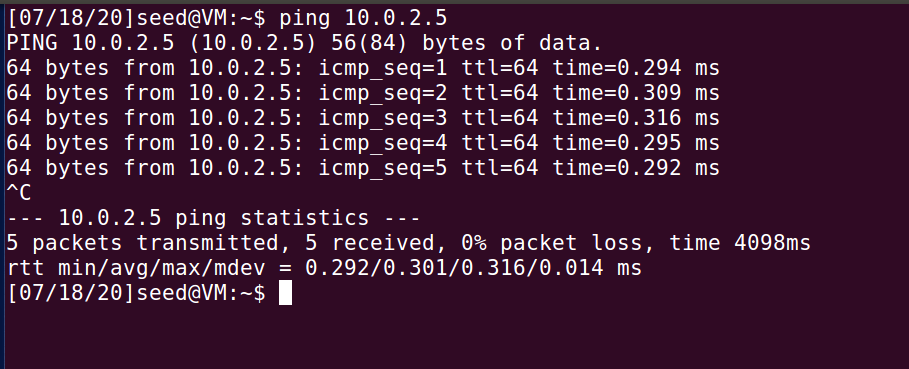 [07/18/20]seed@VM:~$ ping 10.0.2.5
PING 10.0.2.5 (10.0.2.5) 56(84) bytes of data.
64 bytes from 10.0.2.5: icmp_seq=1 ttl=64 time=0.294 ms
64 bytes from 10.0.2.5: icmp_seq=2 ttl=64 time=0.309 ms
64 bytes from 10.0.2.5: icmp_seq=3 ttl=64 time=0.316 ms
64 bytes from 10.0.2.5: icmp_seq=4 ttl=64 time=0.295 ms
64 bytes from 10.0.2.5: icmp_seq=5 ttl=64 time=0.292 ms
^C
--- 10.0.2.5 ping statistics ---
5 packets transmitted, 5 received, 0% packet loss, time 4098ms
rtt min/avg/max/mdev = 0.292/0.301/0.316/0.014 ms
[07/18/20]seed@VM:~$